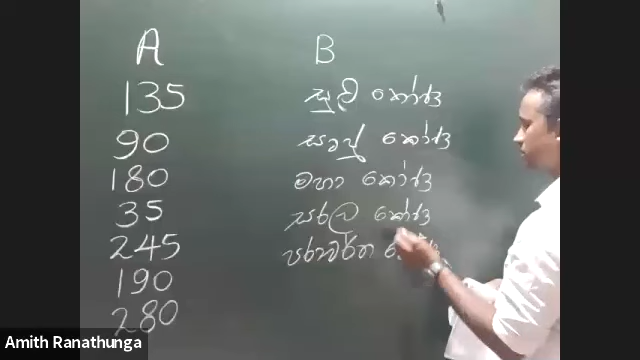 A B
135 සුළු කෝණ
90 සෘජු කෝණ
180 මහා කෝණ
35 සරල කෝණ
245 පරාවර්ත
190
280
Amith Ranathunga